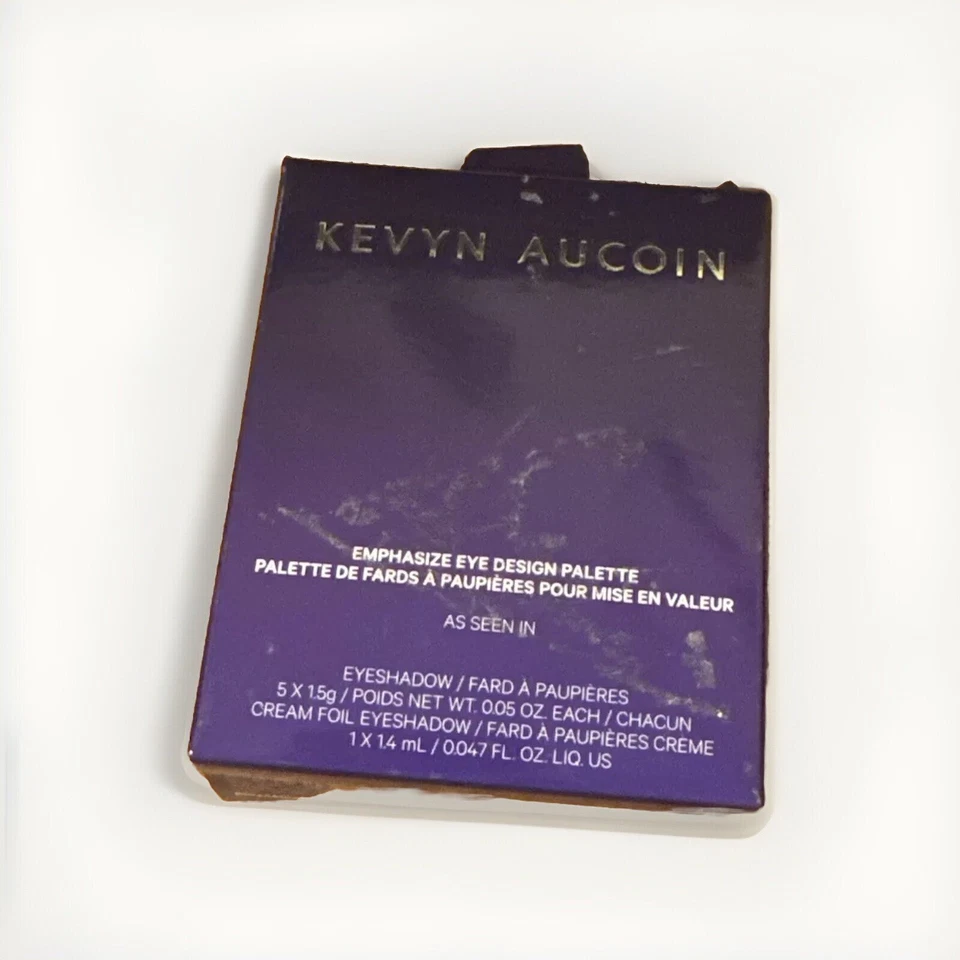 KEVYN AUCOIN
EMPHASIZE EYE DESIGN PALETTE
PALETTE DE FARDS À PAUPIÈRES POUR MISE EN VALEUR
AS SEEN IN
EYESHADOW / FARD À PAUPIÈRES
5 X 1.5g / POIDS NET WT. 0.05 OZ. EACH / CHACUN
CREAM FOIL EYESHADOW / FARD À PAUPIÈRES CRÈME
1 X 1.4 mL / 0.047 FL. OZ. LIQ. US